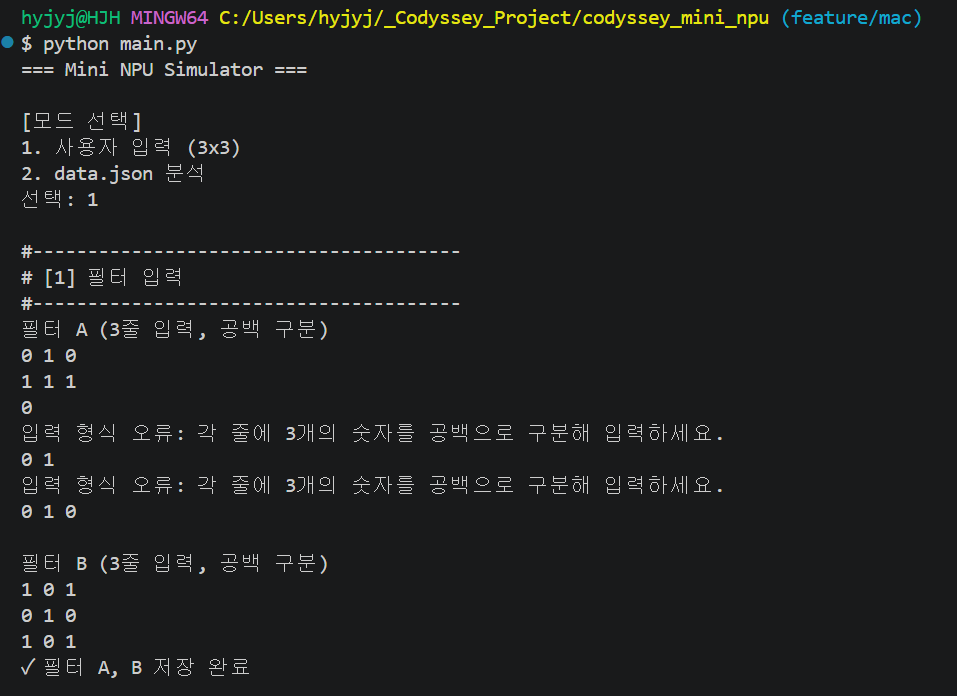 hyjyj@HJH MINGW64 C:/Users/hyjyj/_Codyssey_Project/codyssey_mini_npu (feature/mac)
$ python main.py
=== Mini NPU Simulator ===
[모드 선택]
1. 사용자 입력 (3x3)
2. data.json 분석
선택: 1
#---------------------------------------
# [1] 필터 입력
#---------------------------------------
필터 A (3줄 입력, 공백 구분)
0 1 0
1 1 1
0
입력 형식 오류: 각 줄에 3개의 숫자를 공백으로 구분해 입력하세요.
0 1
입력 형식 오류: 각 줄에 3개의 숫자를 공백으로 구분해 입력하세요.
0 1 0
필터 B (3줄 입력, 공백 구분)
1 0 1
0 1 0
1 0 1
✓ 필터 A, B 저장 완료